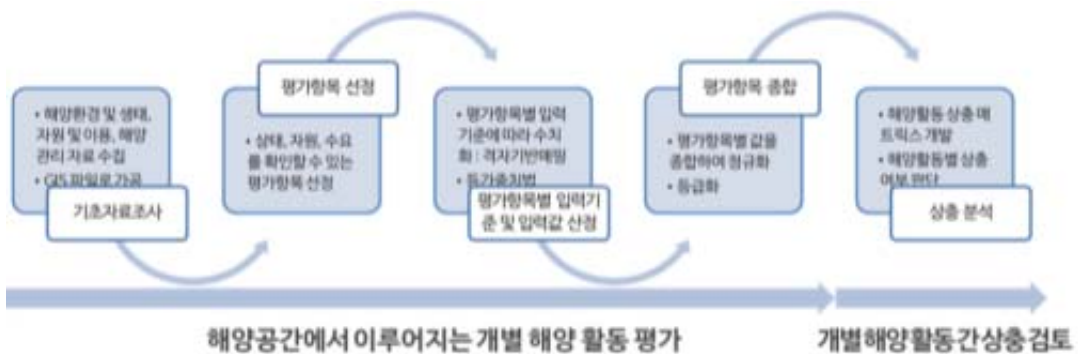 • 해양환경 및 생태,
자원 및 이용, 해양
관리 자료 수집
• GIS 파일로 가공
기초자료조사
평가항목 선정
• 상태, 자원, 수요
를 확인할 수 있는
평가항목 선정
• 평가항목별 입력
기준에 따라 수치
화 : 격자기반매핑
• 등가중치법
평가항목별 입력기
준 및 입력값 산정
평가항목 종합
• 평가항목별 값을
종합하여 정규화
• 등급화
• 해양활동 상충 매
트릭스 개발
• 해양활동별 상충
여부 판단
상충 분석
해양공간에서 이루어지는 개별 해양 활동 평가
개별해양활동간상충검토